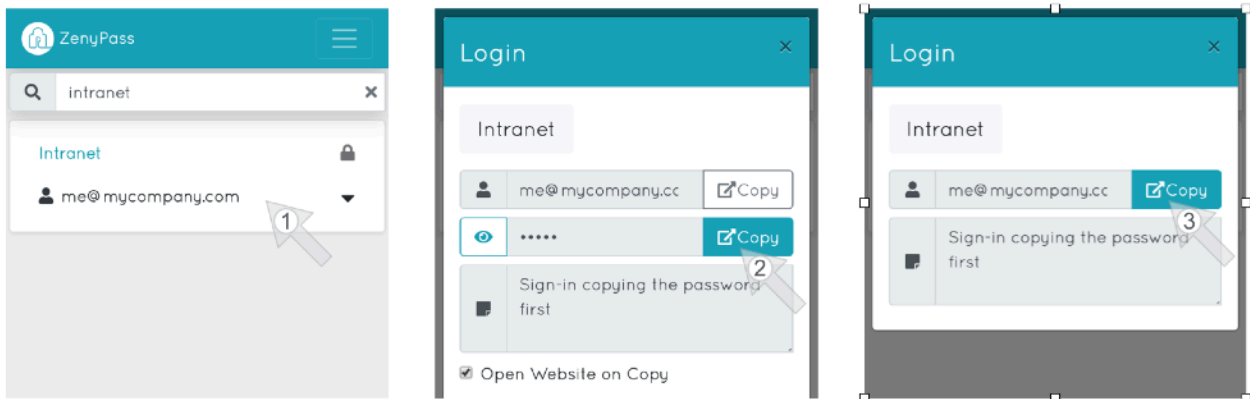 ZenyPass
intranet
Intranet
me@mycompany.com
1
Login
×
Intranet
me@mycompany.cc
Copy
•••••
Copy
2
Sign-in copying the password
first
Open Website on Copy
Login
×
Intranet
me@mycompany.cc
Copy
3
Sign-in copying the password
first